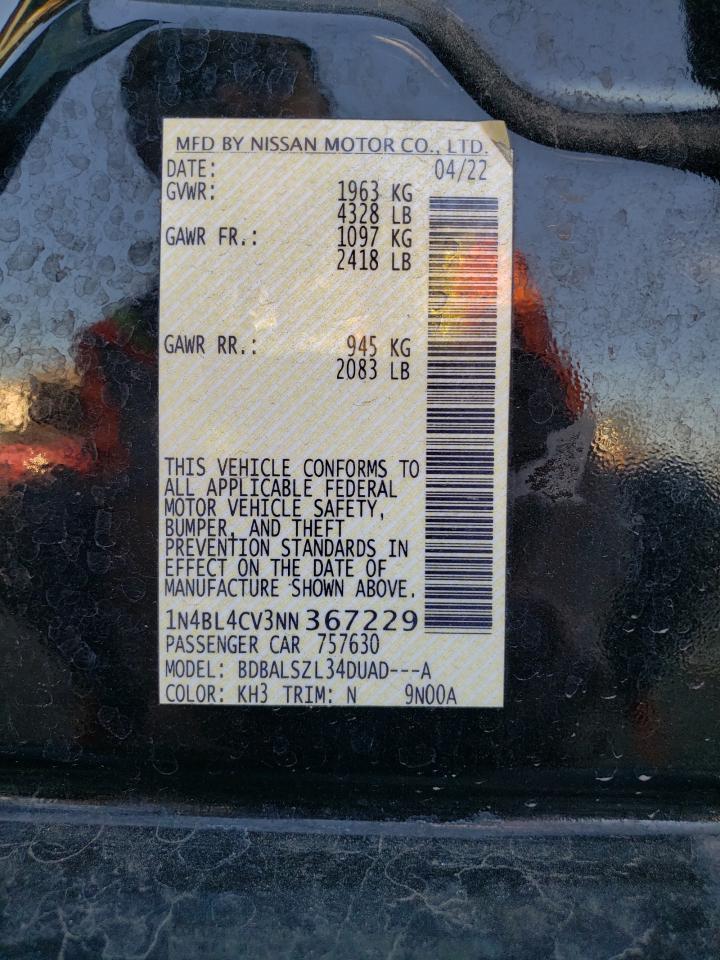 MFD BY NISSAN MOTOR CO., LTD.
DATE: 04/22
GVWR: 1963 KG
4328 LB
GAWR FR.: 1097 KG
2418 LB
GAWR RR.: 945 KG
2083 LB
THIS VEHICLE CONFORMS TO
ALL APPLICABLE FEDERAL
MOTOR VEHICLE SAFETY,
BUMPER, AND THEFT
PREVENTION STANDARDS IN
EFFECT ON THE DATE OF
MANUFACTURE SHOWN ABOVE.
1N4BL4CV3NN367229
PASSENGER CAR 757630
MODEL: BDBALSZL34DUAD---A
COLOR: KH3 TRIM: N 9N00A